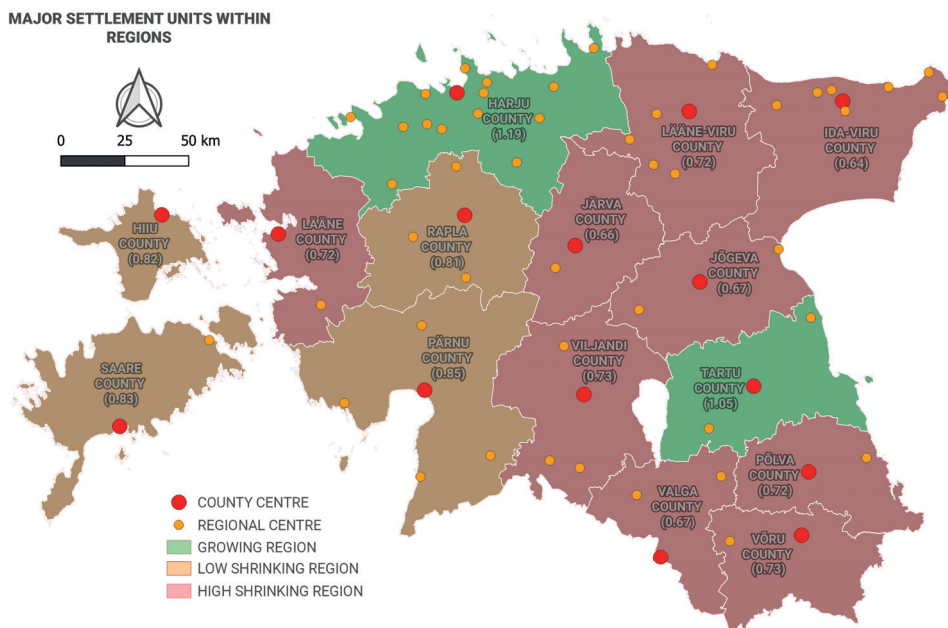 MAJOR SETTLEMENT UNITS WITHIN
REGIONS
0 25 50 km
HARJU
COUNTY
(1.19)
LÄÄNE-VIRU
COUNTY
(0.72)
IDA-VIRU
COUNTY
(0.64)
HIIU
COUNTY
(0.82)
LÄÄNE
COUNTY
(0.72)
RAPLA
COUNTY
(0.81)
JÄRVA
COUNTY
(0.66)
JÕGEVA
COUNTY
(0.67)
SAARE
COUNTY
(0.83)
PÄRNU
COUNTY
(0.85)
VILJANDI
COUNTY
(0.73)
TARTU
COUNTY
(1.05)
VALGA
COUNTY
(0.67)
PÕLVA
COUNTY
(0.72)
VÕRU
COUNTY
(0.73)
COUNTY CENTRE
REGIONAL CENTRE
GROWING REGION
LOW SHRINKING REGION
HIGH SHRINKING REGION